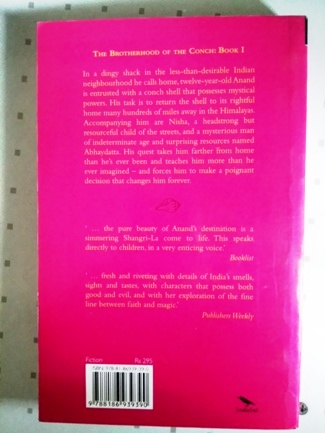 THE BROTHERHOOD OF THE CONCH: BOOK I
In a dingy shack in the less-than-desirable Indian
neighbourhood he calls home, twelve-year-old Anand
is entrusted with a conch shell that possesses mystical
powers. His task is to return the shell to its rightful
home many hundreds of miles away in the Himalayas.
Accompanying him are Nisha, a headstrong but
resourceful child of the streets, and a mysterious man
of indeterminate age and surprising resources named
Abhaydatta. His quest takes him farther from home
than he's ever been and teaches him more than he
ever imagined – and forces him to make a poignant
decision that changes him forever.
' … the pure beauty of Anand's destination is a
simmering Shangri-La come to life. This speaks
directly to children, in a very enticing voice.'
Booklist
' … fresh and riveting with details of India's smells,
sights and tastes, with characters that possess both
good and evil, and with her exploration of the fine
line between faith and magic.'
Publishers Weekly
Fiction
Rs 295
9 788186 939390